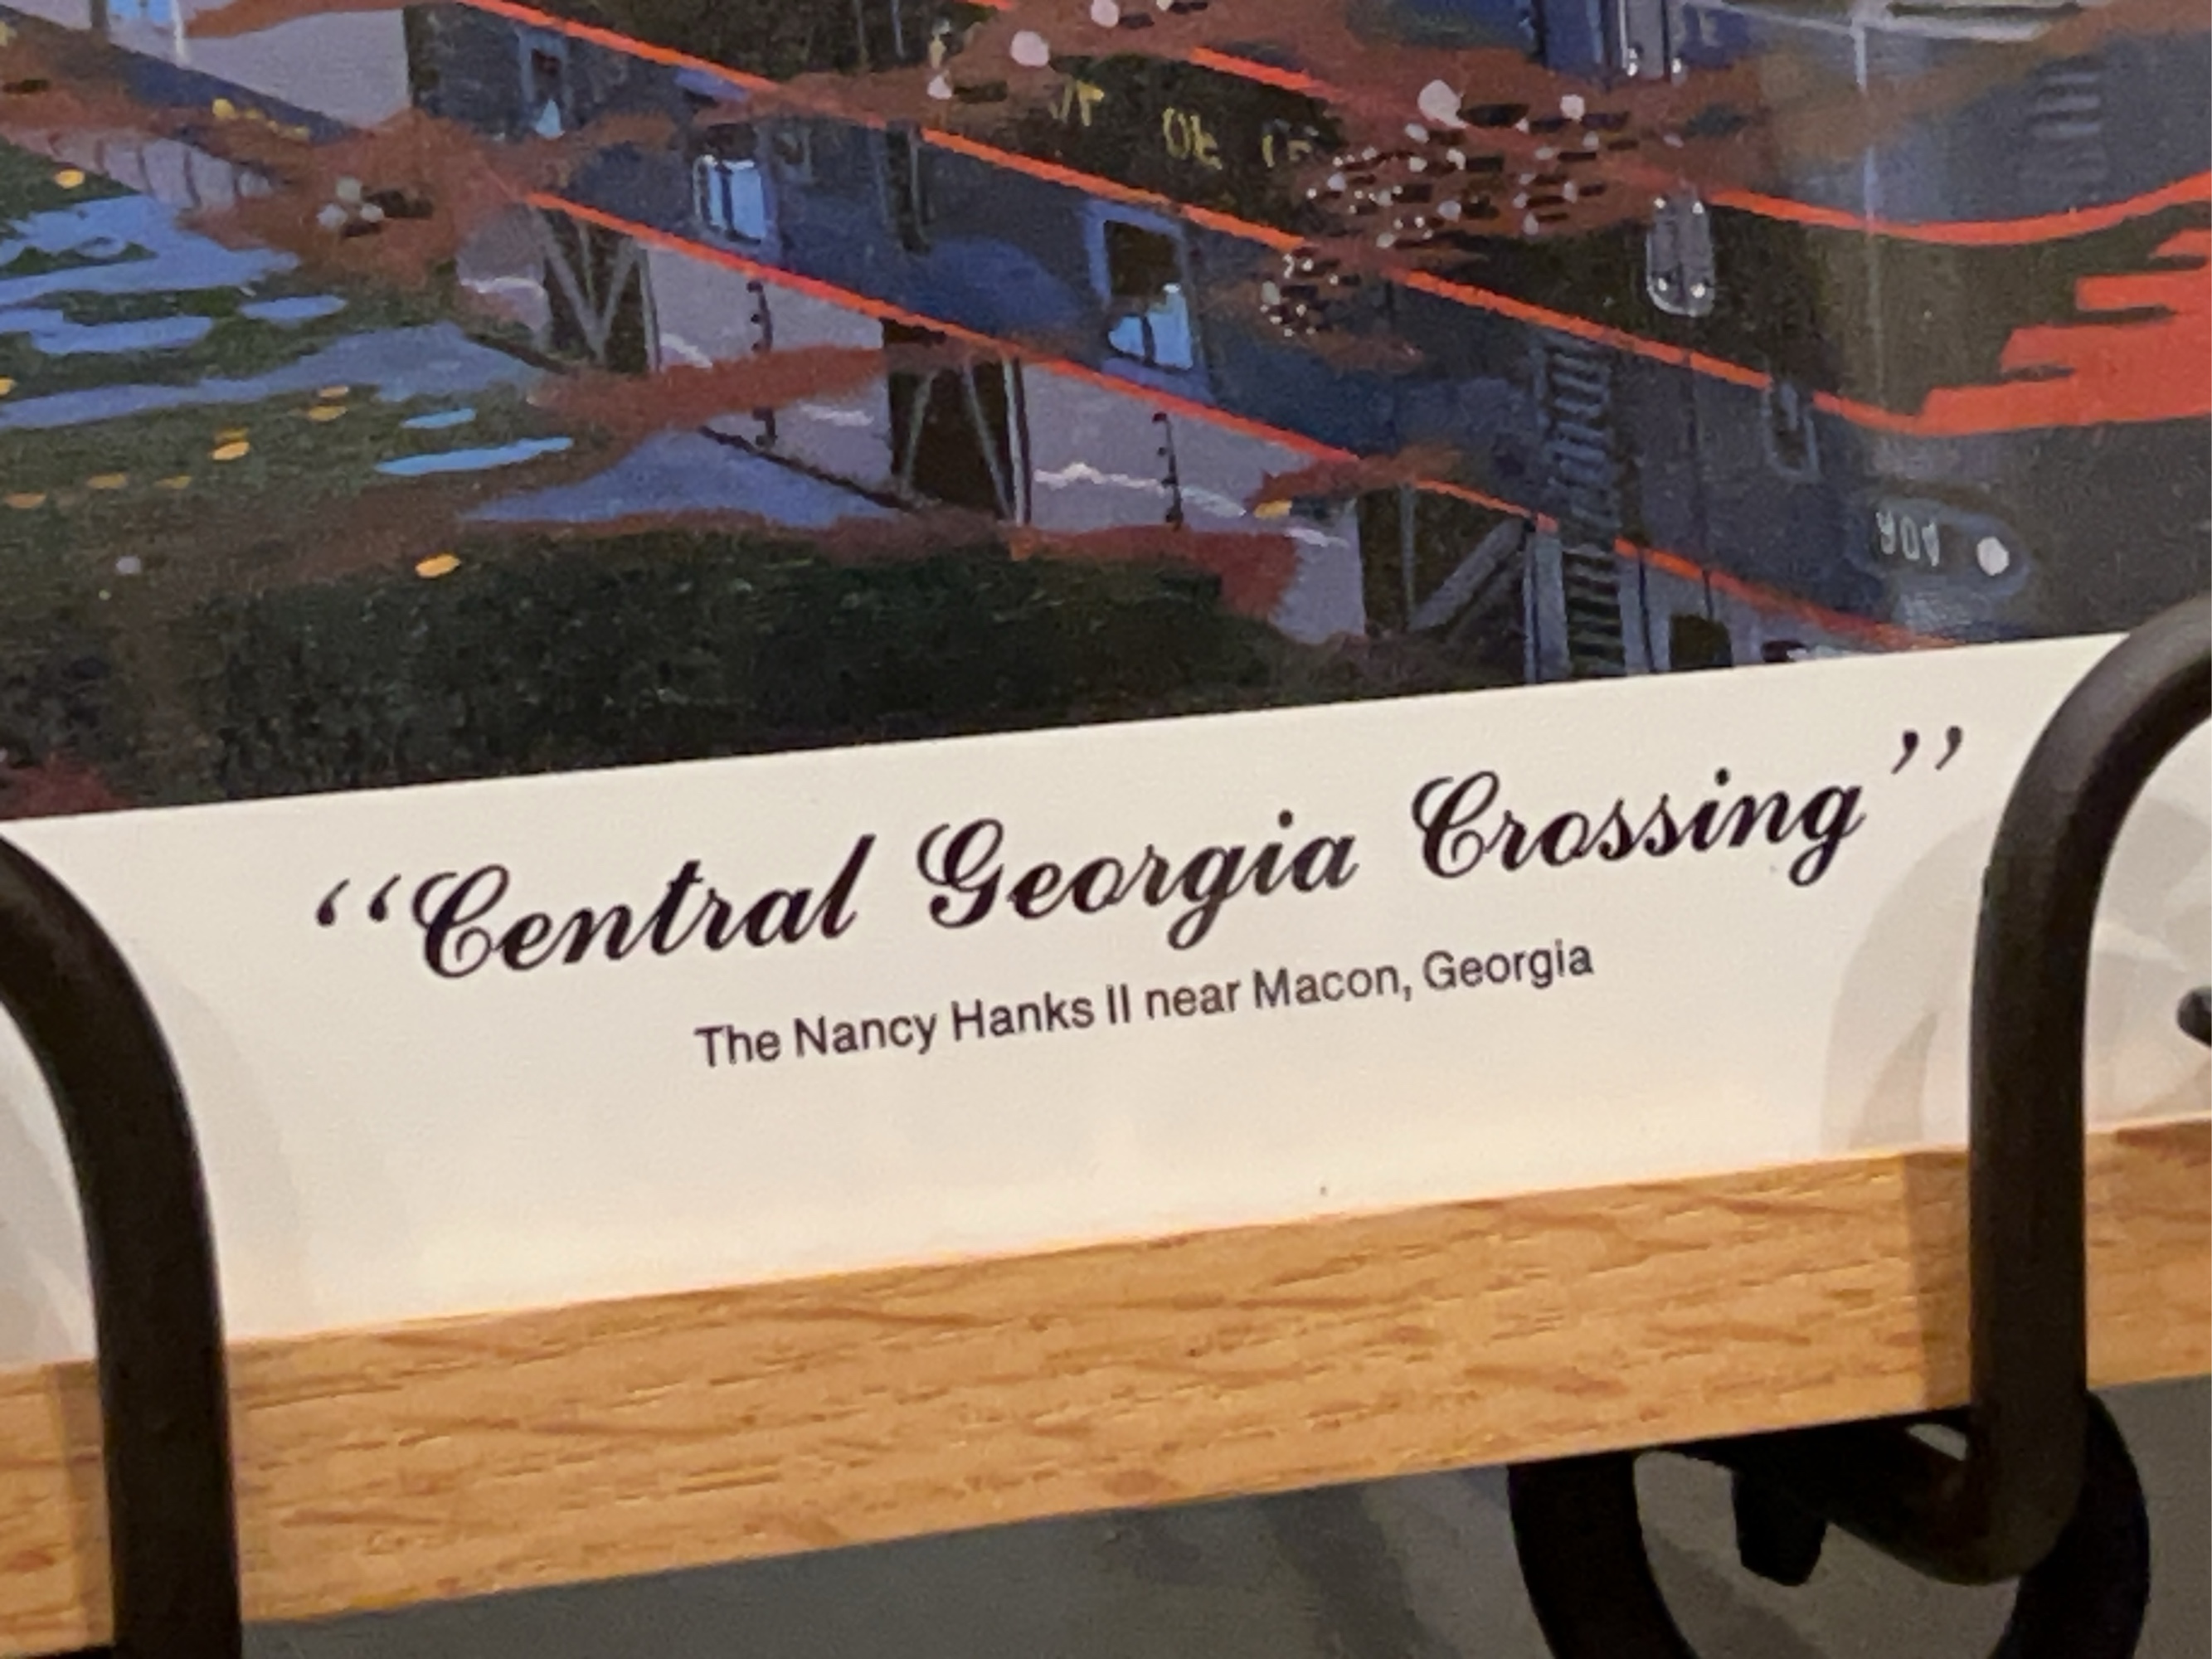 “Central Georgia Crossing”
The Nancy Hanks II near Macon, Georgia